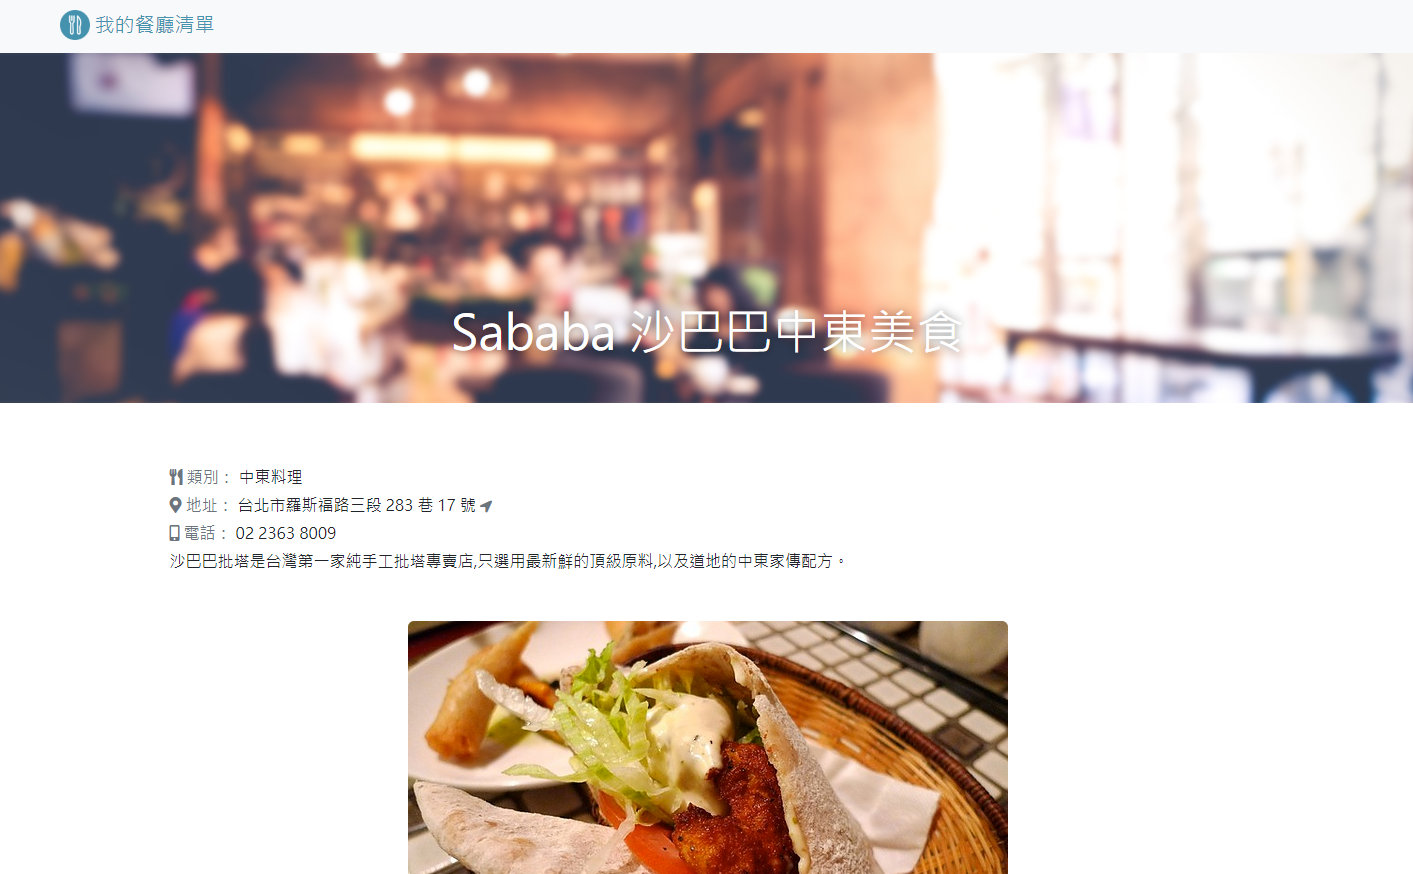 我的餐廳清單
Sababa 沙巴巴中東美食
類別： 中東料理
地址： 台北市羅斯福路三段 283 巷 17 號
電話： 02 2363 8009
沙巴巴批塔是台灣第一家純手工批塔專賣店,只選用最新鮮的頂級原料,以及道地的中東家傳配方。